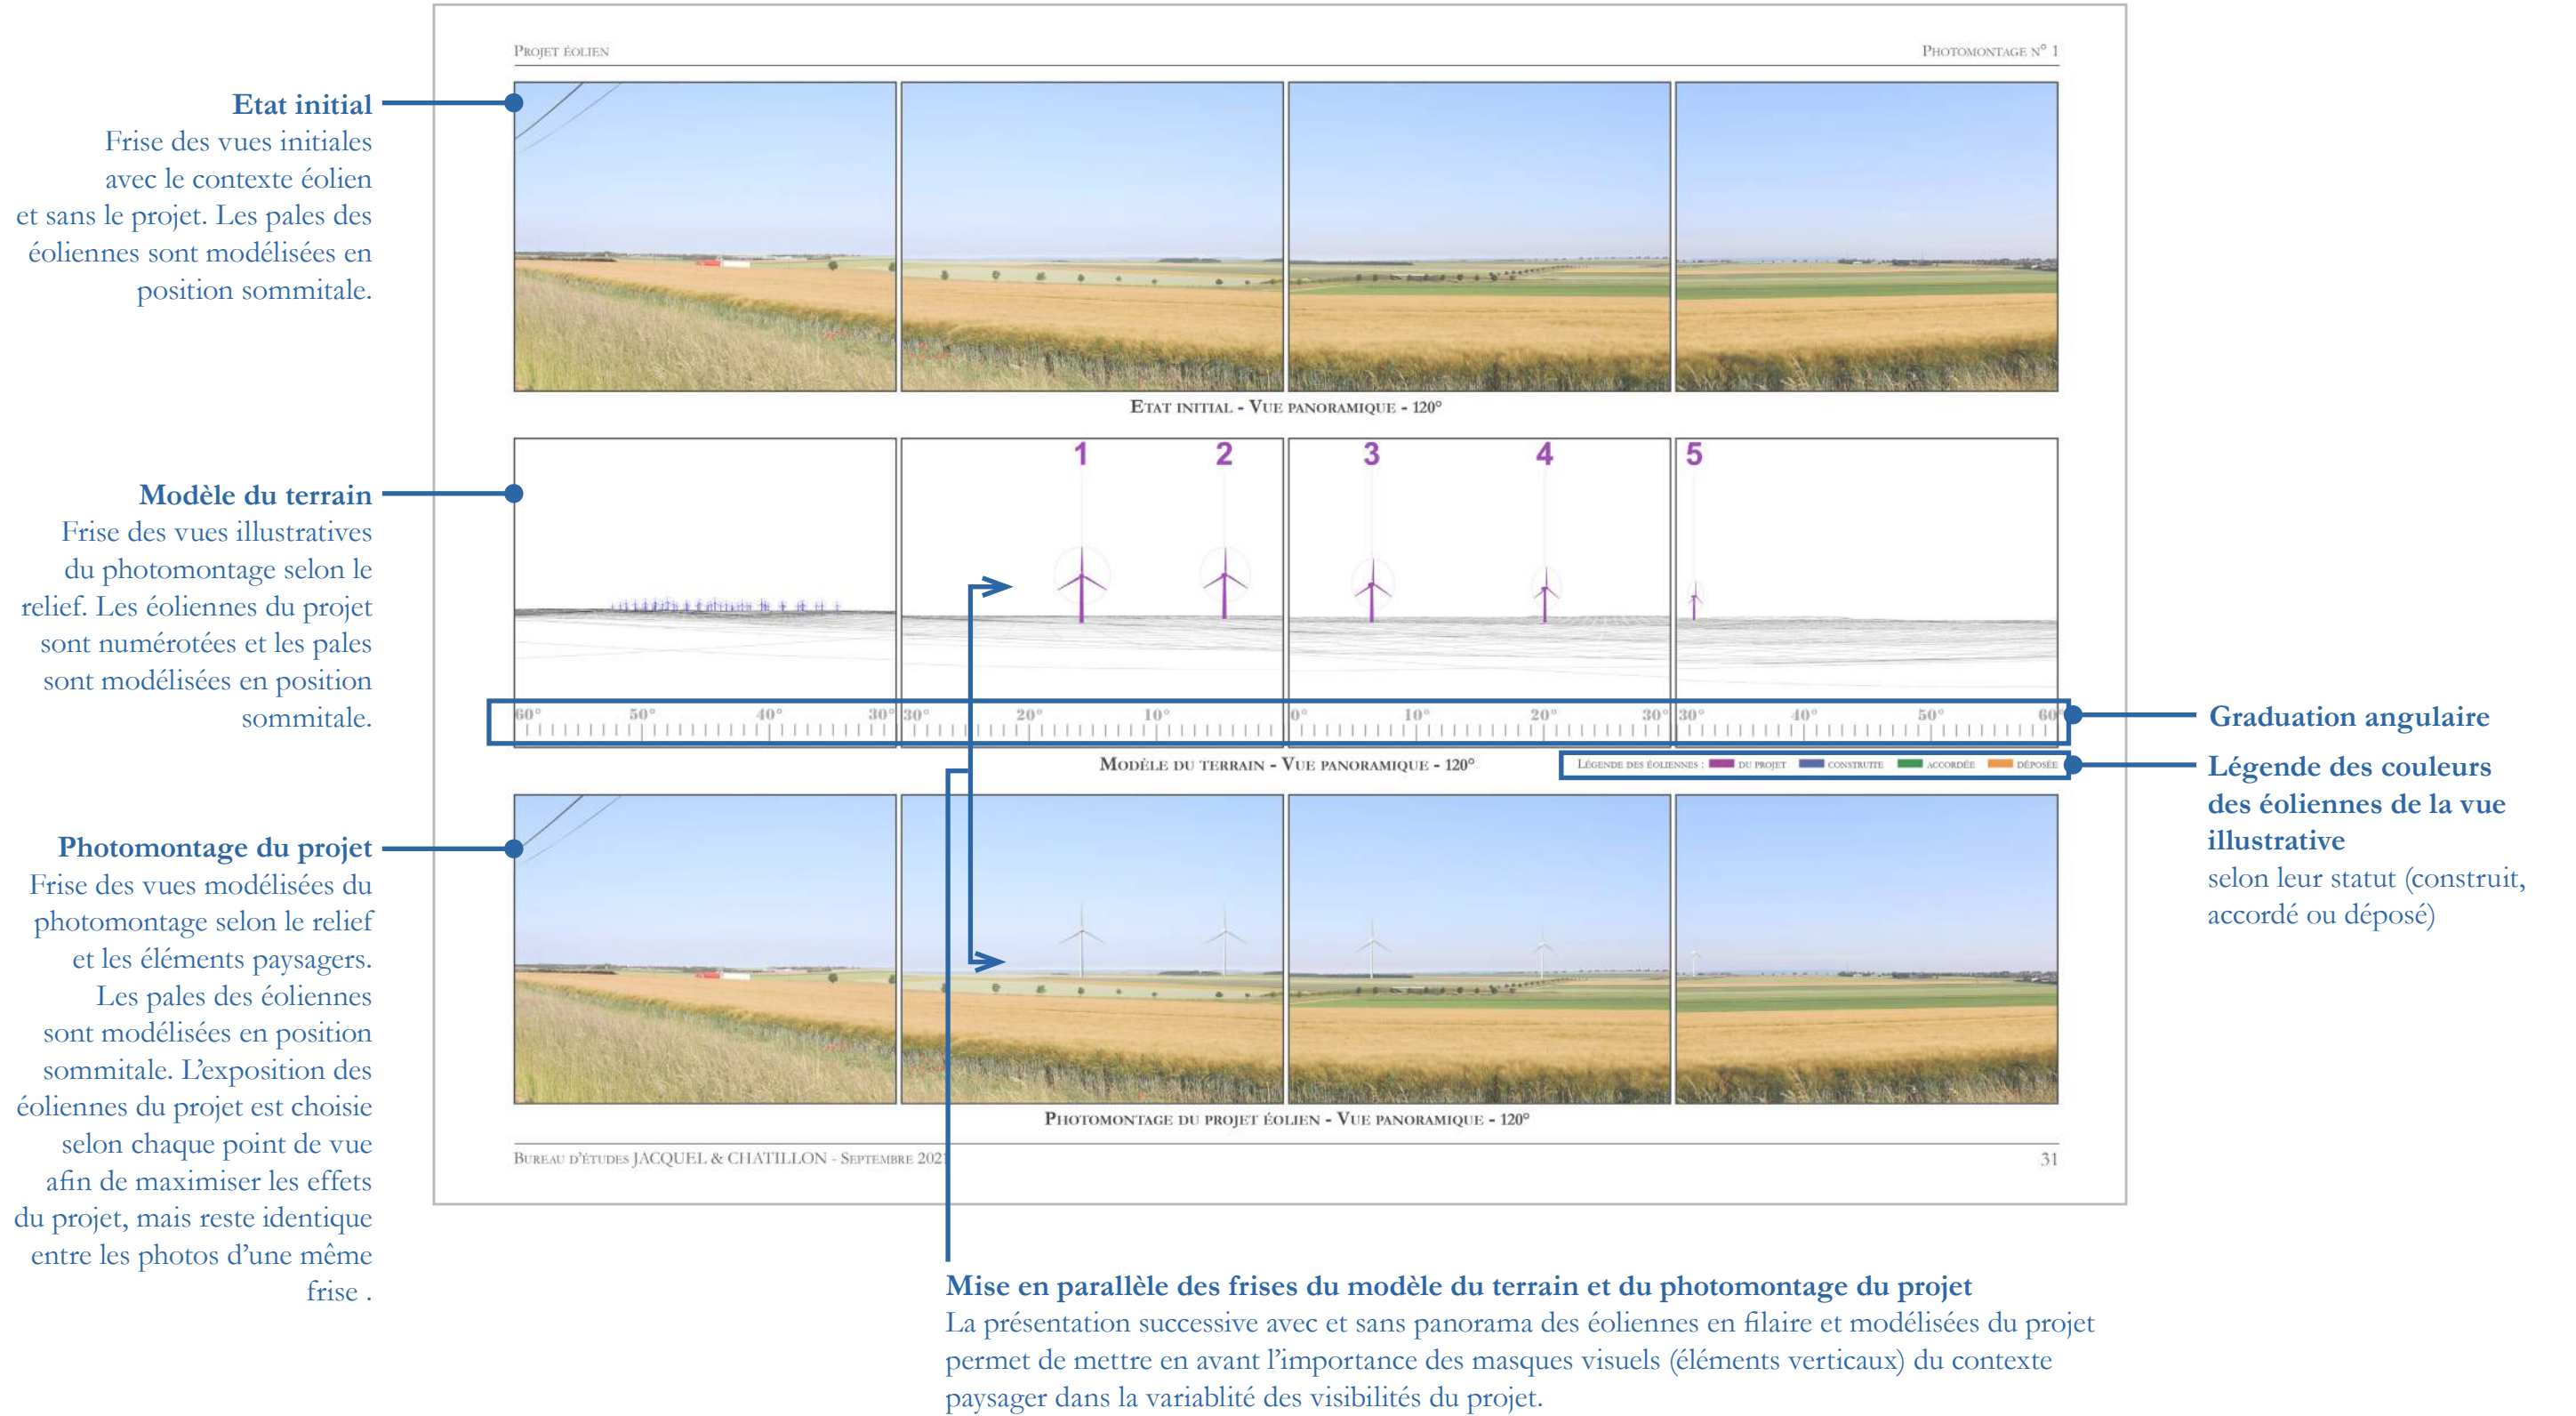 Projet éolien
Photomontage n° 1
Etat initial
Frise des vues initiales
avec le contexte éolien
et sans le projet. Les pales des
éoliennes sont modélisées en
position sommitale.
Etat initial - Vue panoramique - 120°
1 2 3 4 5
Modèle du terrain
Frise des vues illustratives
du photomontage selon le
relief. Les éoliennes du projet
sont numérotées et les pales
sont modélisées en position
sommitale.
60° 50° 40° 30° 30° 20° 10° 0° 10° 20° 30° 30° 40° 50° 60°
Graduation angulaire
Modèle du terrain - Vue panoramique - 120°
Légende des éoliennes : du projet construite accordée déposée
Légende des couleurs
des éoliennes de la vue
illustrative
selon leur statut (construit,
accordé ou déposé)
Photomontage du projet
Frise des vues modélisées du
photomontage selon le relief
et les éléments paysagers.
Les pales des éoliennes
sont modélisées en position
sommitale. L'exposition des
éoliennes du projet est choisie
selon chaque point de vue
afin de maximiser les effets
du projet, mais reste identique
entre les photos d'une même
frise .
Photomontage du projet éolien - Vue panoramique - 120°
Bureau d'études JACQUEL & CHATILLON - Septembre 2021
31
Mise en parallèle des frises du modèle du terrain et du photomontage du projet
La présentation successive avec et sans panorama des éoliennes en filaire et modélisées du projet
permet de mettre en avant l'importance des masques visuels (éléments verticaux) du contexte
paysager dans la variablité des visibilités du projet.